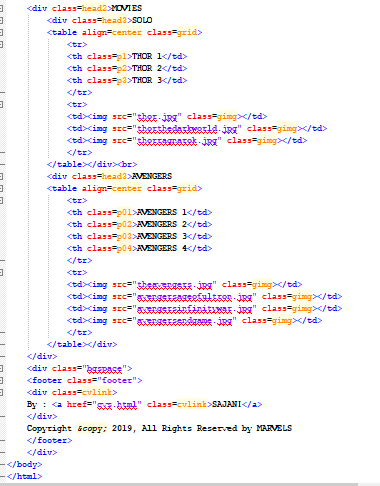 <div class=head2>MOVIES
<div class=head3>SOLO
<table align=center class=grid>
<tr>
<th class=p1>THOR 1</td>
<th class=p2>THOR 2</td>
<th class=p3>THOR 3</td>
</tr>
<tr>
<td><img src="thor.jpg" class=gimg></td>
<td><img src="thorthedarkworld.jpg" class=gimg></td>
<td><img src="thorragnarok.jpg" class=gimg></td>
</tr>
</table></div><br>
<div class=head3>AVENGERS
<table align=center class=grid>
<tr>
<th class=p01>AVENGERS 1</td>
<th class=p02>AVENGERS 2</td>
<th class=p03>AVENGERS 3</td>
<th class=p04>AVENGERS 4</td>
</tr>
<tr>
<td><img src="theavengers.jpg" class=gimg></td>
<td><img src="avengersageofultron.jpg" class=gimg></td>
<td><img src="avengersinfinitywar.jpg" class=gimg></td>
<td><img src="avengersendgame.jpg" class=gimg></td>
</tr>
</table></div>
</div>
<div class="bgspace">
<footer class="footer">
<div class=cvlink>
By : <a href="cv.html" class=cvlink>SAJANI</a>
</div>
Copyright &copy; 2019, All Rights Reserved by MARVELS
</footer>
</div>
</body>
</html>